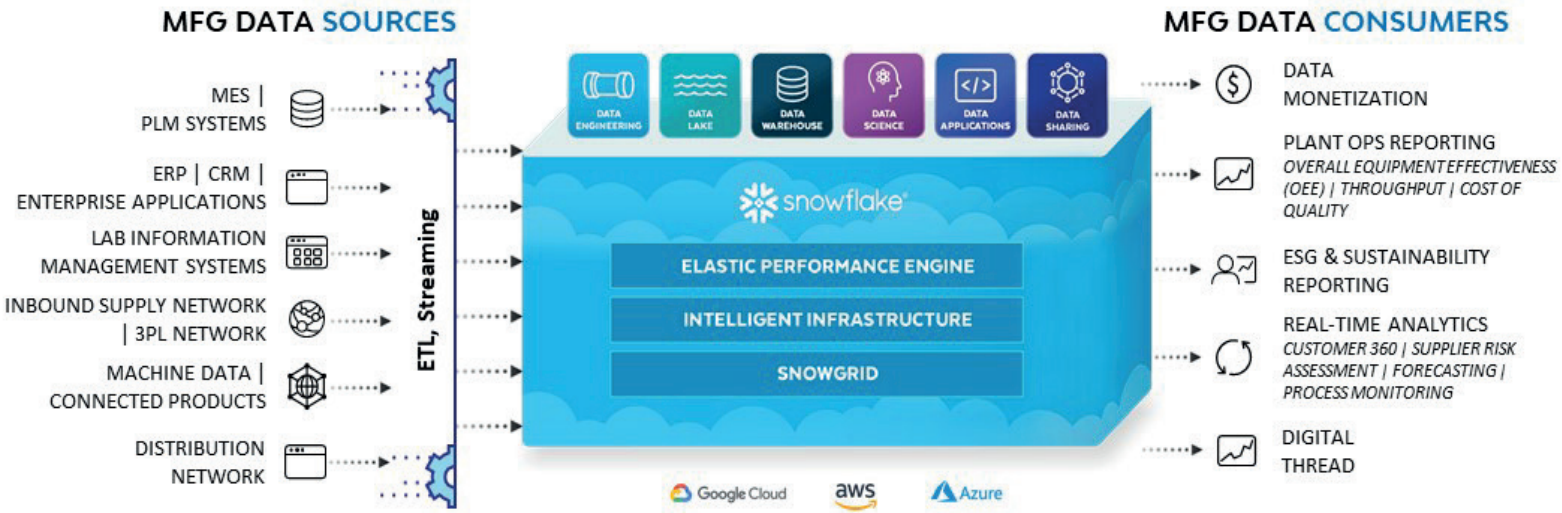 MFG DATA SOURCES
MES |
PLM SYSTEMS
ERP | CRM |
ENTERPRISE APPLICATIONS
LAB INFORMATION
MANAGEMENT SYSTEMS
INBOUND SUPPLY NETWORK
| 3PL NETWORK
MACHINE DATA |
CONNECTED PRODUCTS
DISTRIBUTION
NETWORK
ETL, Streaming
DATA
ENGINEERING
DATA
LAKE
DATA
WAREHOUSE
DATA
SCIENCE
DATA
APPLICATIONS
DATA
SHARING
snowflake®
ELASTIC PERFORMANCE ENGINE
INTELLIGENT INFRASTRUCTURE
SNOWGRID
Google Cloud
aws
Azure
MFG DATA CONSUMERS
DATA
MONETIZATION
PLANT OPS REPORTING
OVERALL EQUIPMENT EFFECTIVENESS
(OEE) | THROUGHPUT | COST OF
QUALITY
ESG & SUSTAINABILITY
REPORTING
REAL-TIME ANALYTICS
CUSTOMER 360 | SUPPLIER RISK
ASSESSMENT | FORECASTING |
PROCESS MONITORING
DIGITAL
THREAD